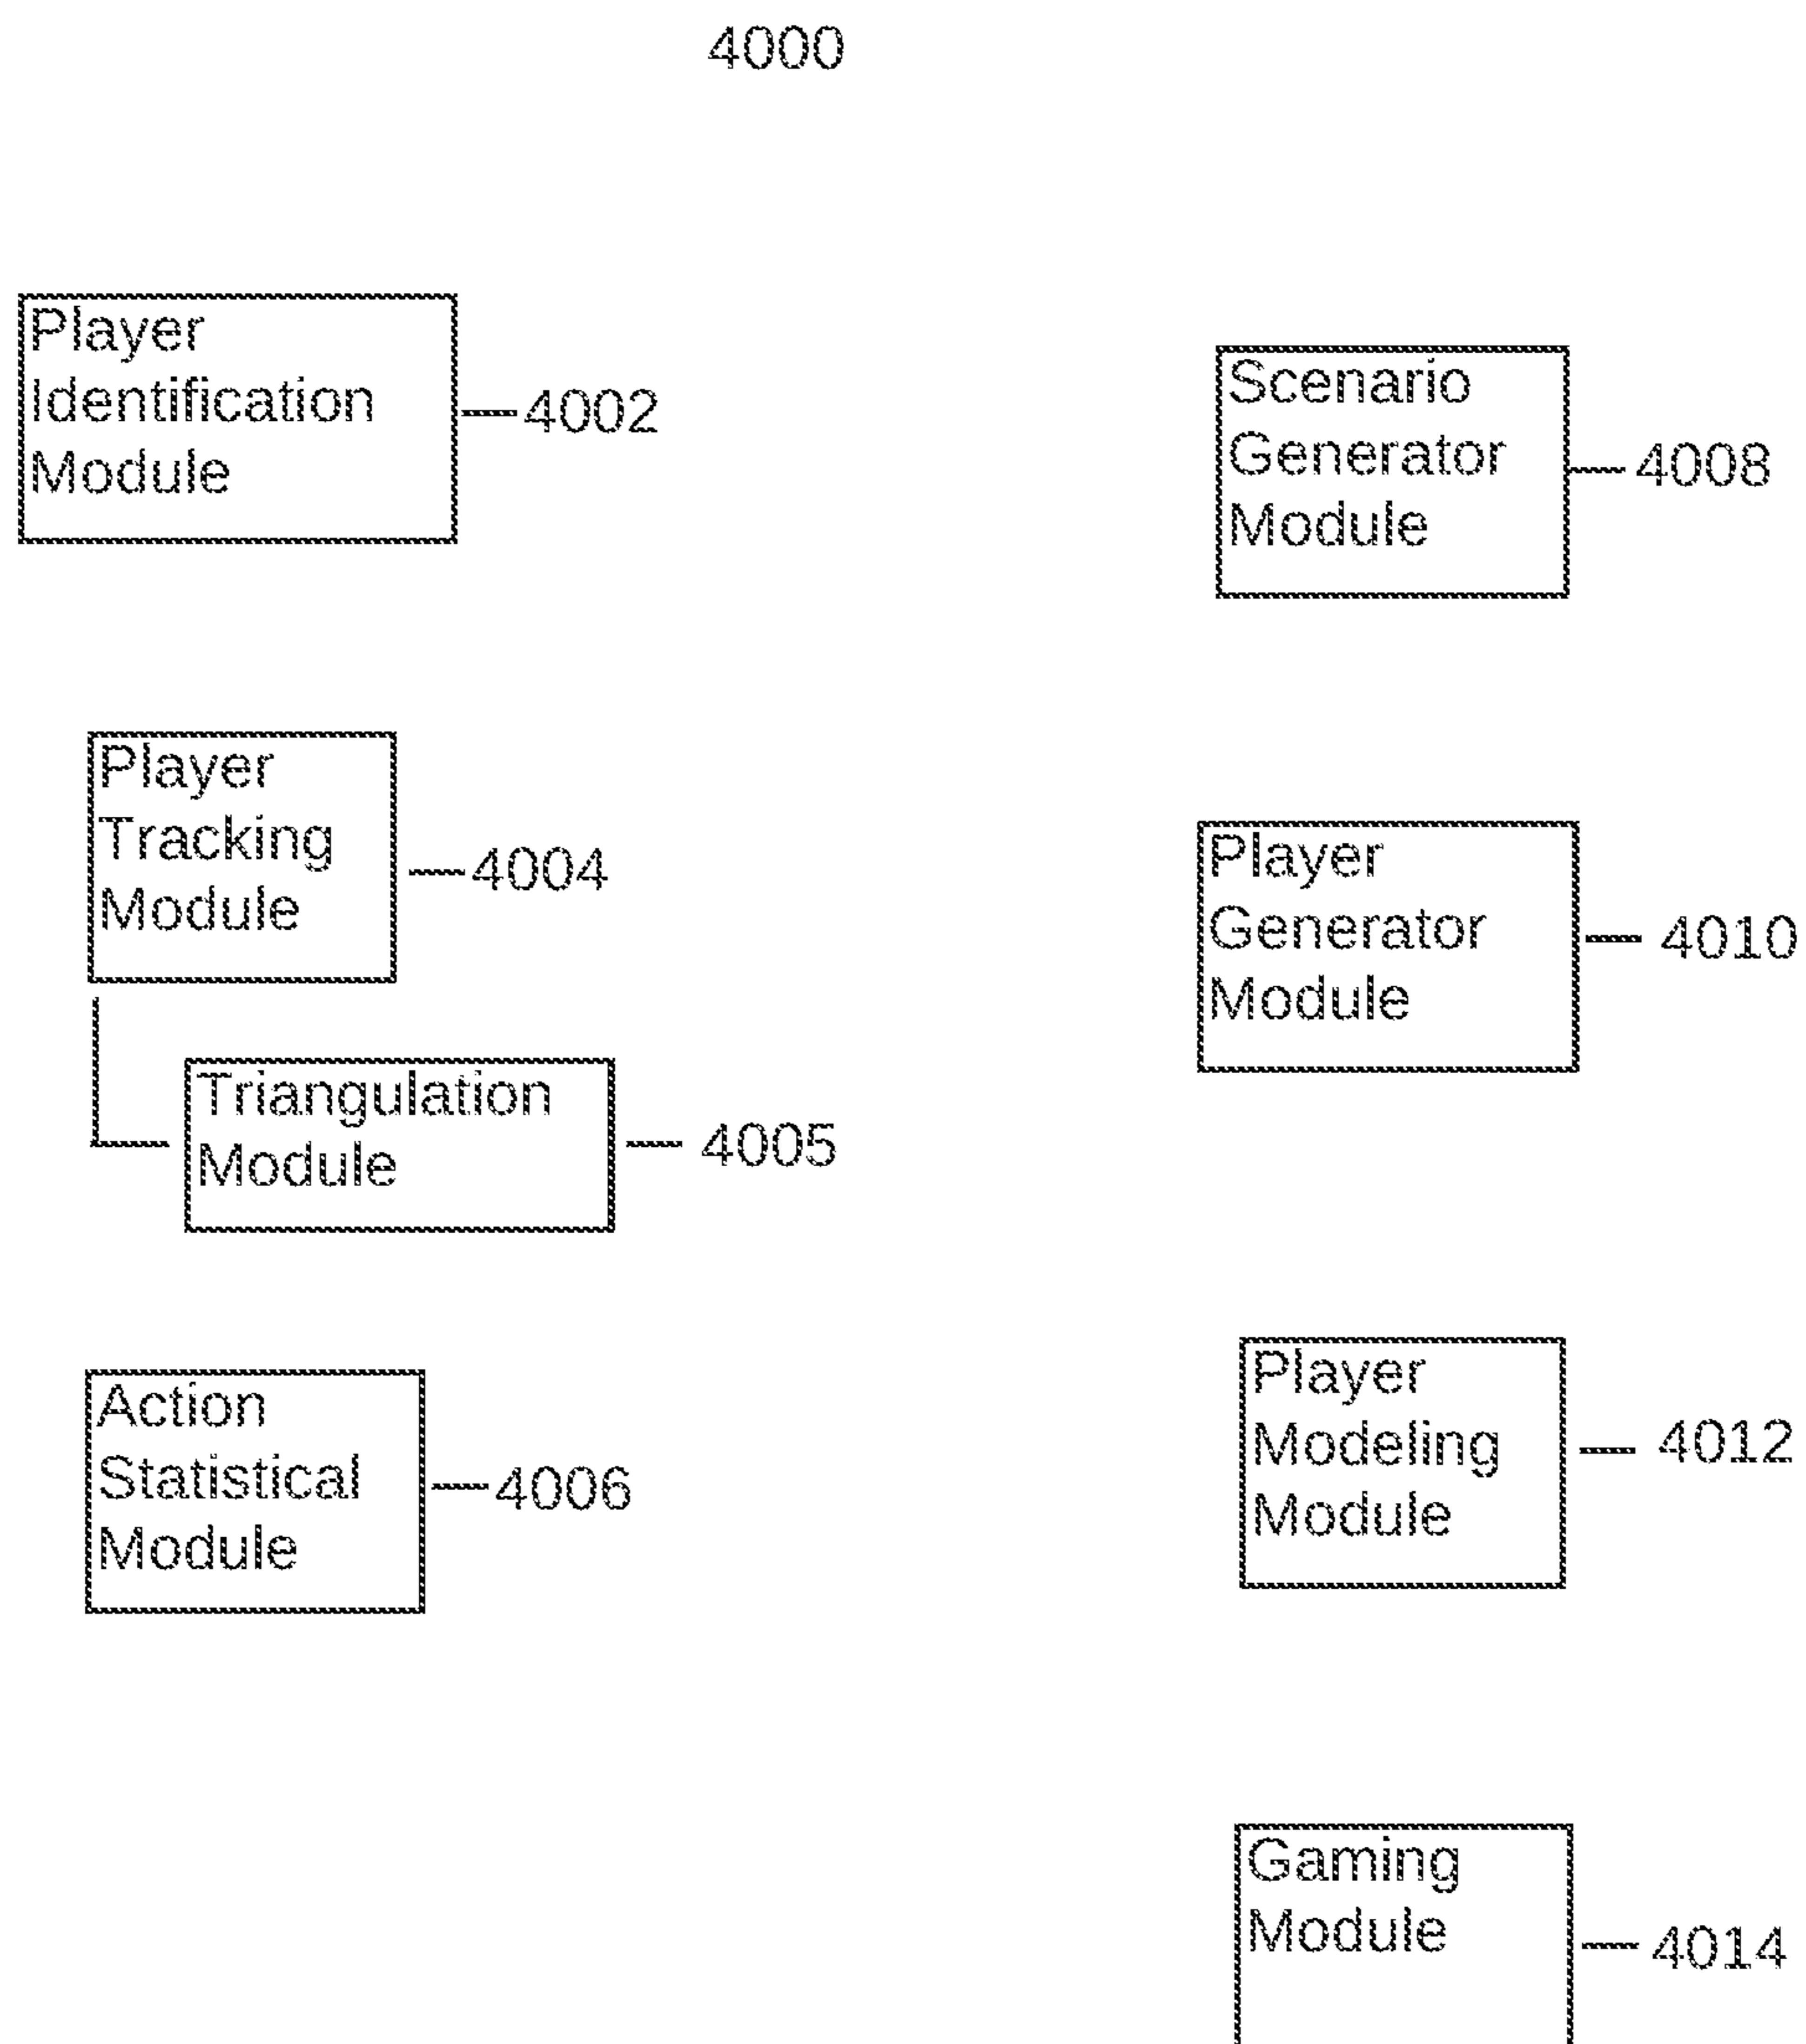 4000
Player
Identification
Module
4002
Player
Tracking
Module
4004
Triangulation
Module
4005
Action
Statistical
Module
4006
Scenario
Generator
Module
4008
Player
Generator
Module
4010
Player
Modeling
Module
4012
Gaming
Module
4014